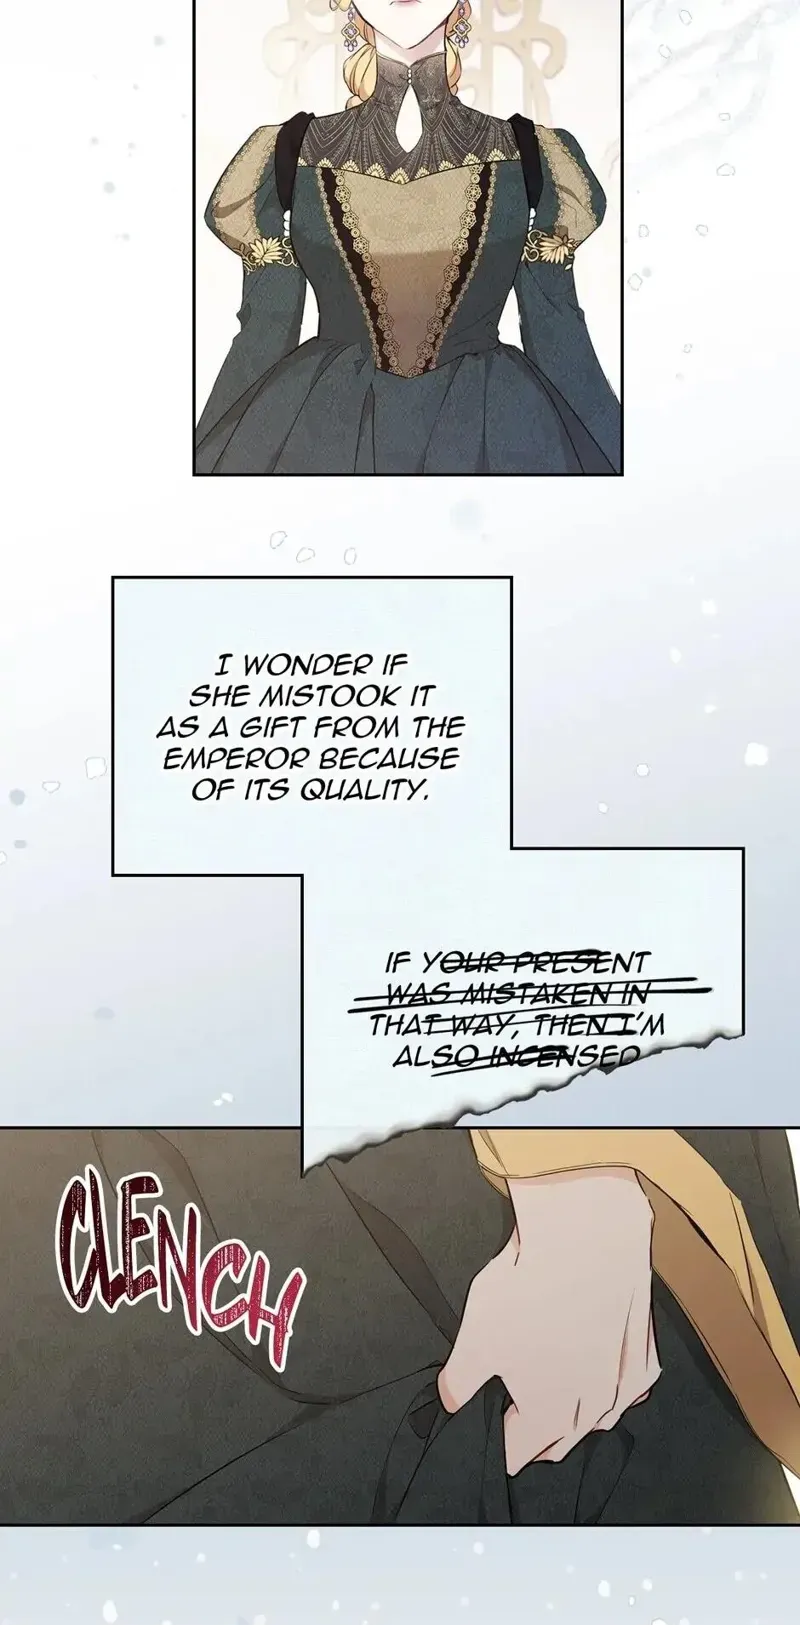 I WONDER IF
SHE MISTOOK IT
AS A GIFT FROM THE
EMPEROR BECAUSE
OF ITS QUALITY.
IF YOUR PRESENT
WAS MISTAKEN IN
THAT WAY, THEN I'M
ALSO INCENSED
CLENCH